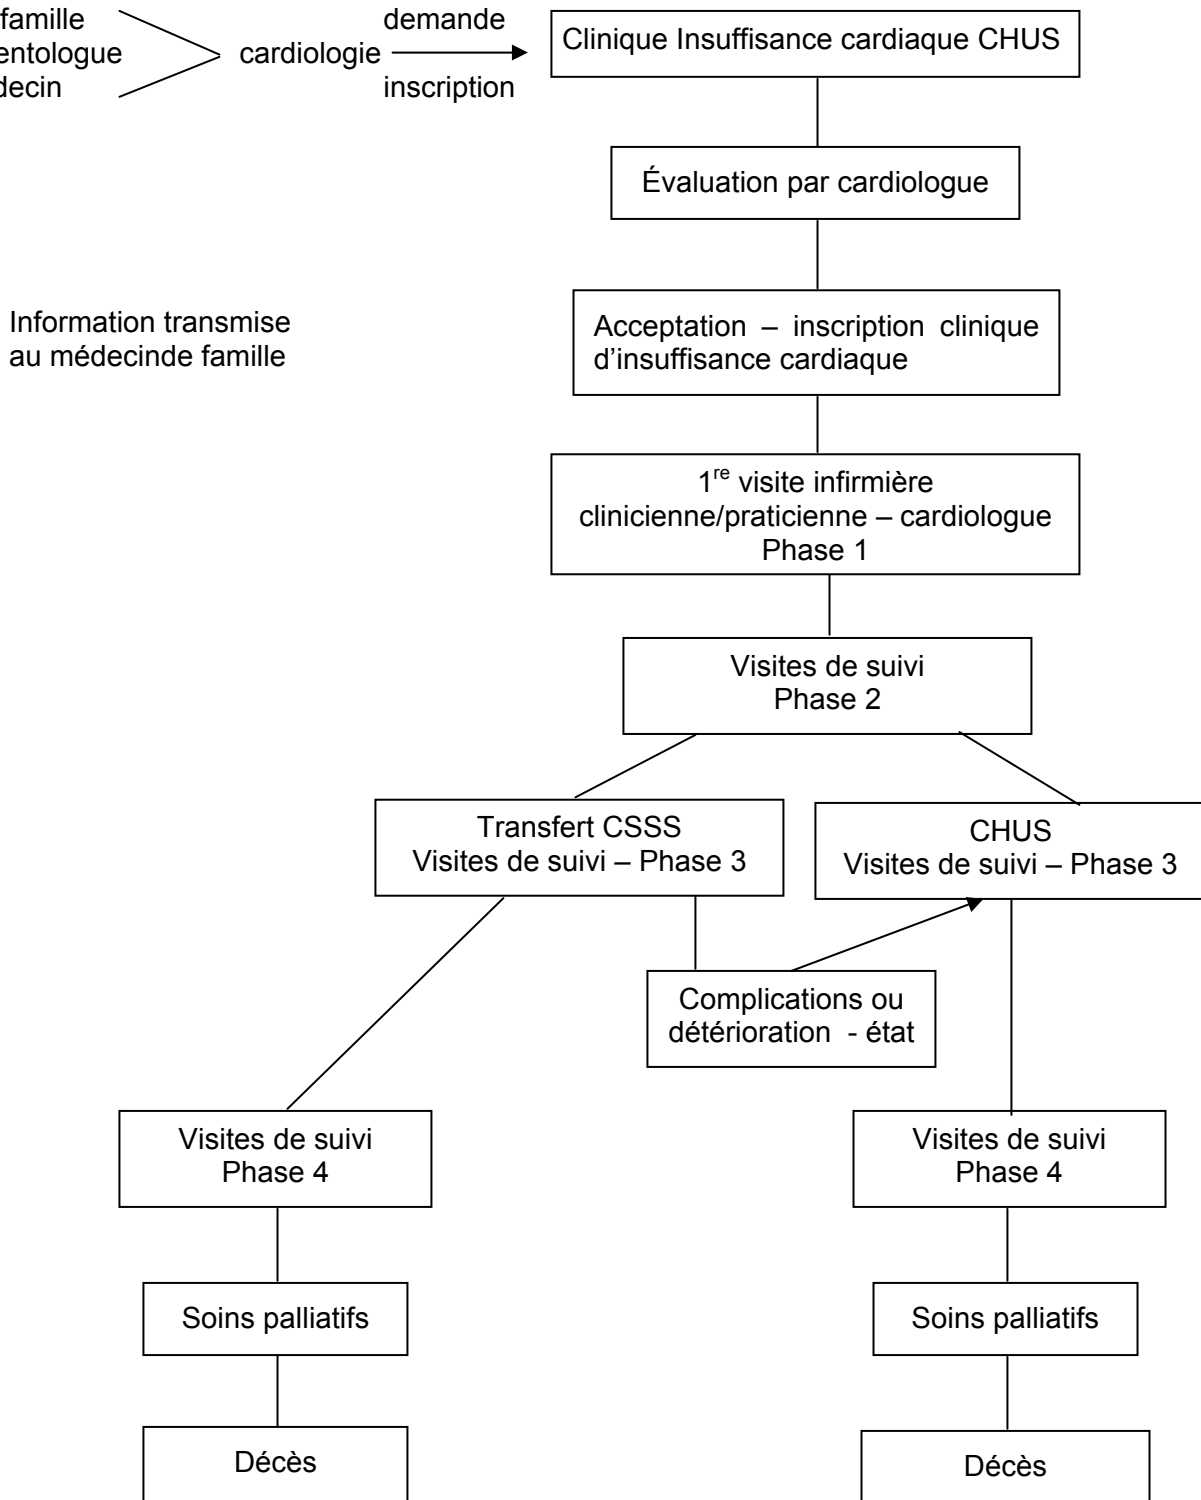 famille
demande
Clinique Insuffisance cardiaque CHUS
entologue
cardiologie
decin
inscription
Évaluation par cardiologue
Information transmise
au médecinde famille
Acceptation – inscription clinique
d'insuffisance cardiaque
1re visite infirmière
clinicienne/praticienne – cardiologue
Phase 1
Visites de suivi
Phase 2
Transfert CSSS
Visites de suivi – Phase 3
CHUS
Visites de suivi – Phase 3
Complications ou
détérioration - état
Visites de suivi
Phase 4
Visites de suivi
Phase 4
Soins palliatifs
Soins palliatifs
Décès
Décès